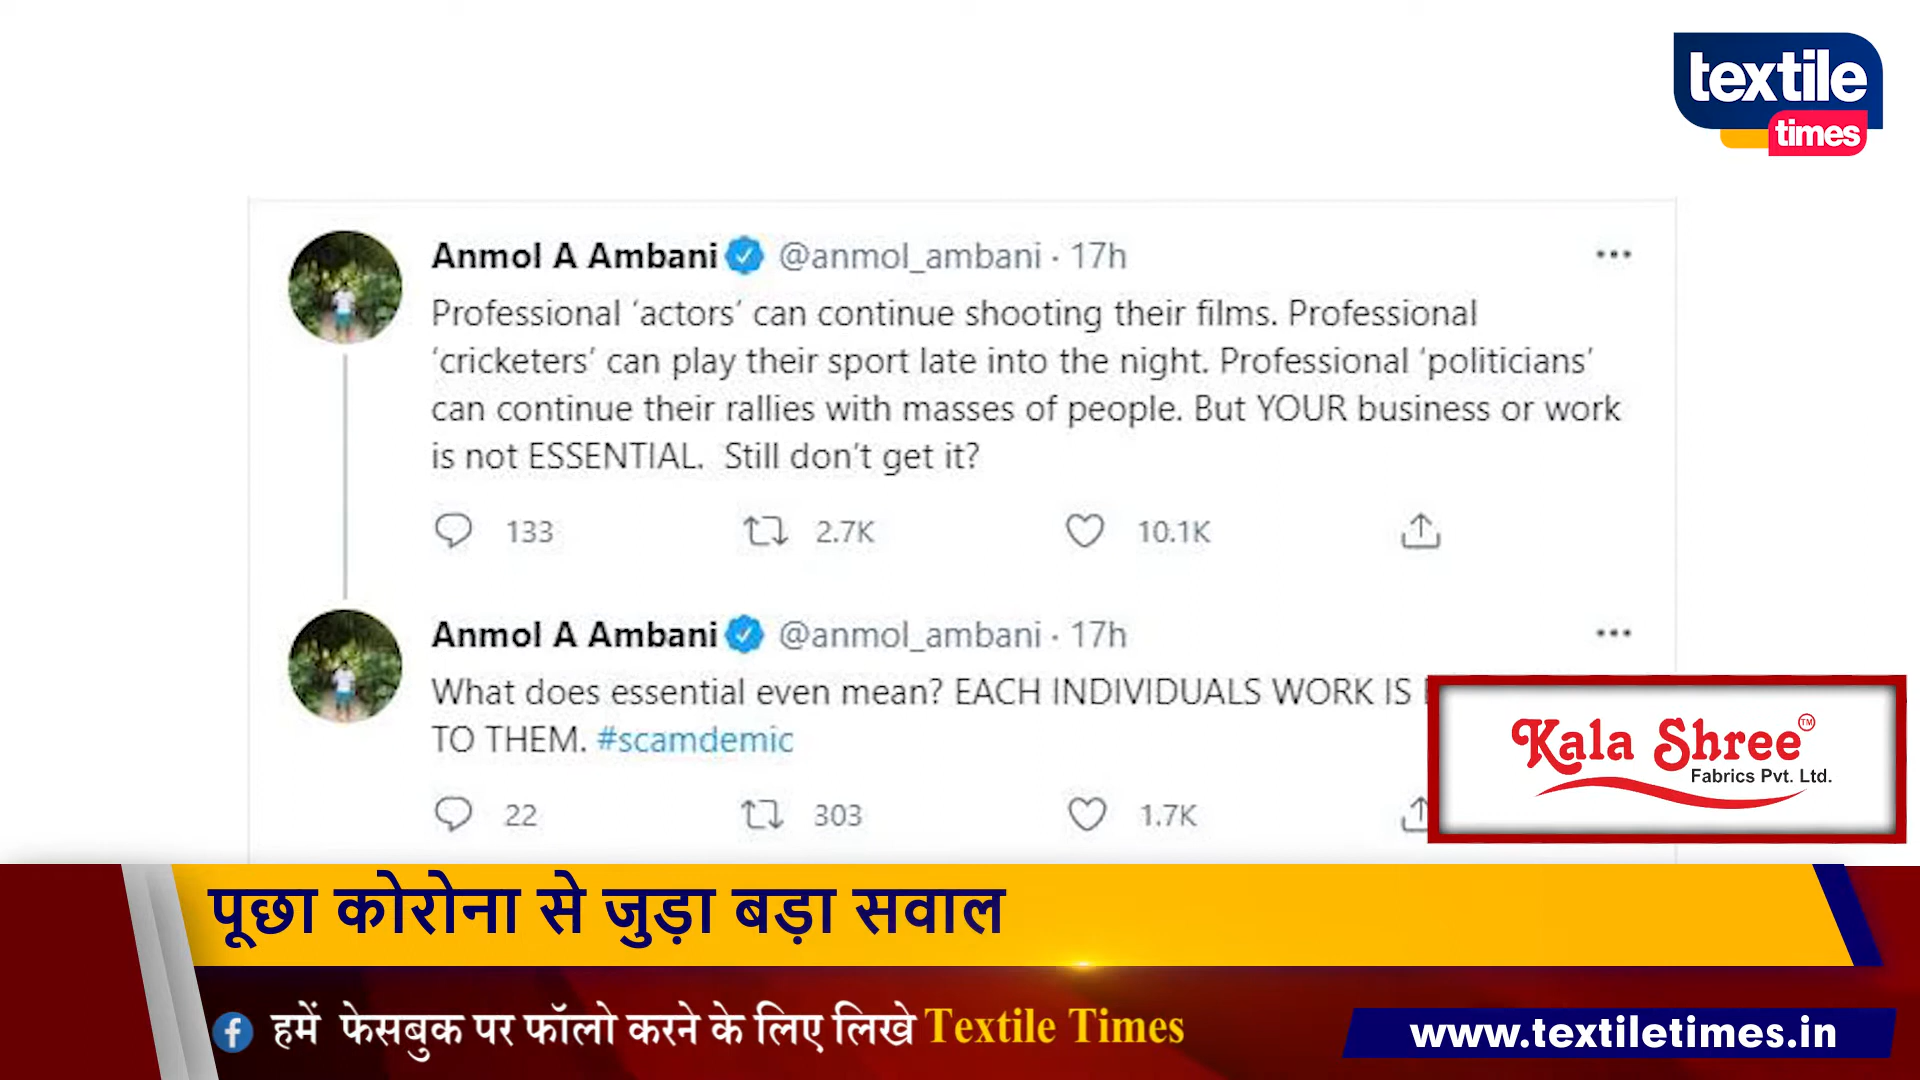 textile
times
Anmol A Ambani @anmol_ambani · 17h
Professional ‘actors’ can continue shooting their films. Professional
‘cricketers’ can play their sport late into the night. Professional ‘politicians’
can continue their rallies with masses of people. But YOUR business or work
is not ESSENTIAL.  Still don’t get it?
133 2.7K 10.1K
Anmol A Ambani @anmol_ambani · 17h
What does essential even mean? EACH INDIVIDUALS WORK IS
TO THEM. #scamdemic
22 303 1.7K
Kala Shree TM
Fabrics Pvt. Ltd.
पूछा कोरोना से जुड़ा बड़ा सवाल
हमें फेसबुक पर फॉलो करने के लिए लिखे Textile Times
www.textiletimes.in